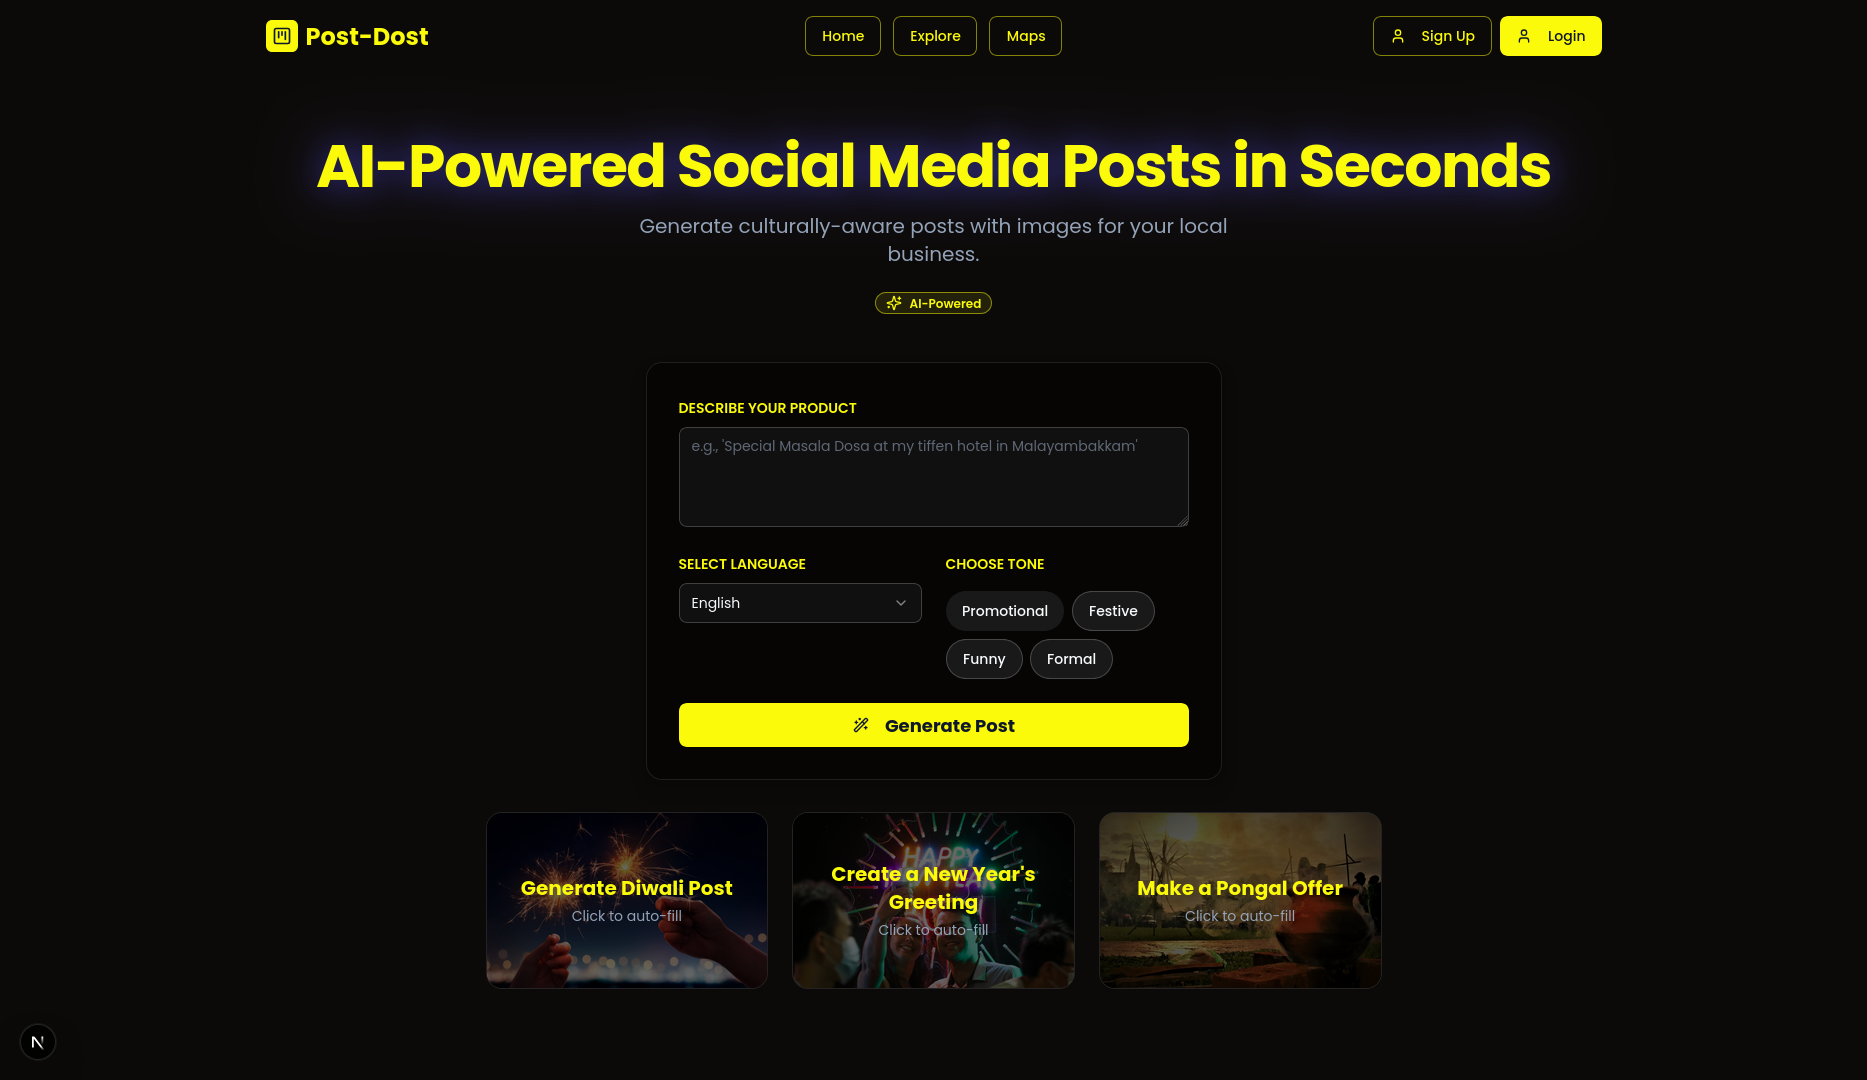 Post-Dost
Home
Explore
Maps
Sign Up
Login
AI-Powered Social Media Posts in Seconds
Generate culturally-aware posts with images for your local
business.
AI-Powered
DESCRIBE YOUR PRODUCT
e.g., 'Special Masala Dosa at my tiffen hotel in Malayambakkam'
SELECT LANGUAGE
CHOOSE TONE
English
Promotional
Festive
Funny
Formal
Generate Post
Generate Diwali Post
Click to auto-fill
HAPPY
Create a New Year's
Greeting
Click to auto-fill
Make a Pongal Offer
Click to auto-fill
N